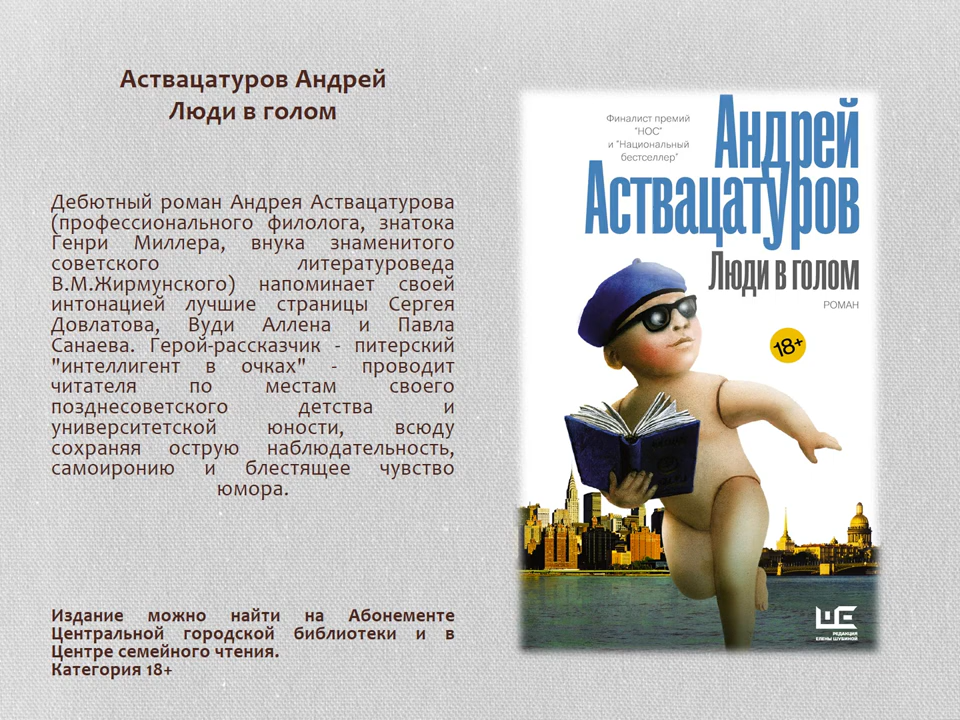 Аствацатуров Андрей
Люди в голом
Дебютный роман Андрея Аствацатурова
(профессионального филолога, знатока
Генри Миллера, внука знаменитого
советского литературоведа
В.М.Жирмунского) напоминает своей
интонацией лучшие страницы Сергея
Довлатова, Вуди Аллена и Павла
Санаева. Герой-рассказчик - питерский
"интеллигент в очках" - проводит
читателя по местам своего
позднесоветского детства и
университетской юности, всюду
сохраняя острую наблюдательность,
самоиронию и блестящее чувство
юмора.
Издание можно найти на Абонементе
Центральной городской библиотеки и в
Центре семейного чтения.
Категория 18+
Финалист премий
"НОС"
и "Национальный
бестселлер"
Андрей
Аствацатуров
Люди в голом
РОМАН
18+
РЕДАКЦИЯ
ЕЛЕНЫ ШУБИНОЙ